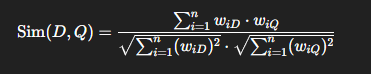 Sim(D, Q) = \frac{\sum_{i=1}^{n} w_{iD} \cdot w_{iQ}}{\sqrt{\sum_{i=1}^{n} (w_{iD})^2} \cdot \sqrt{\sum_{i=1}^{n} (w_{iQ})^2}}